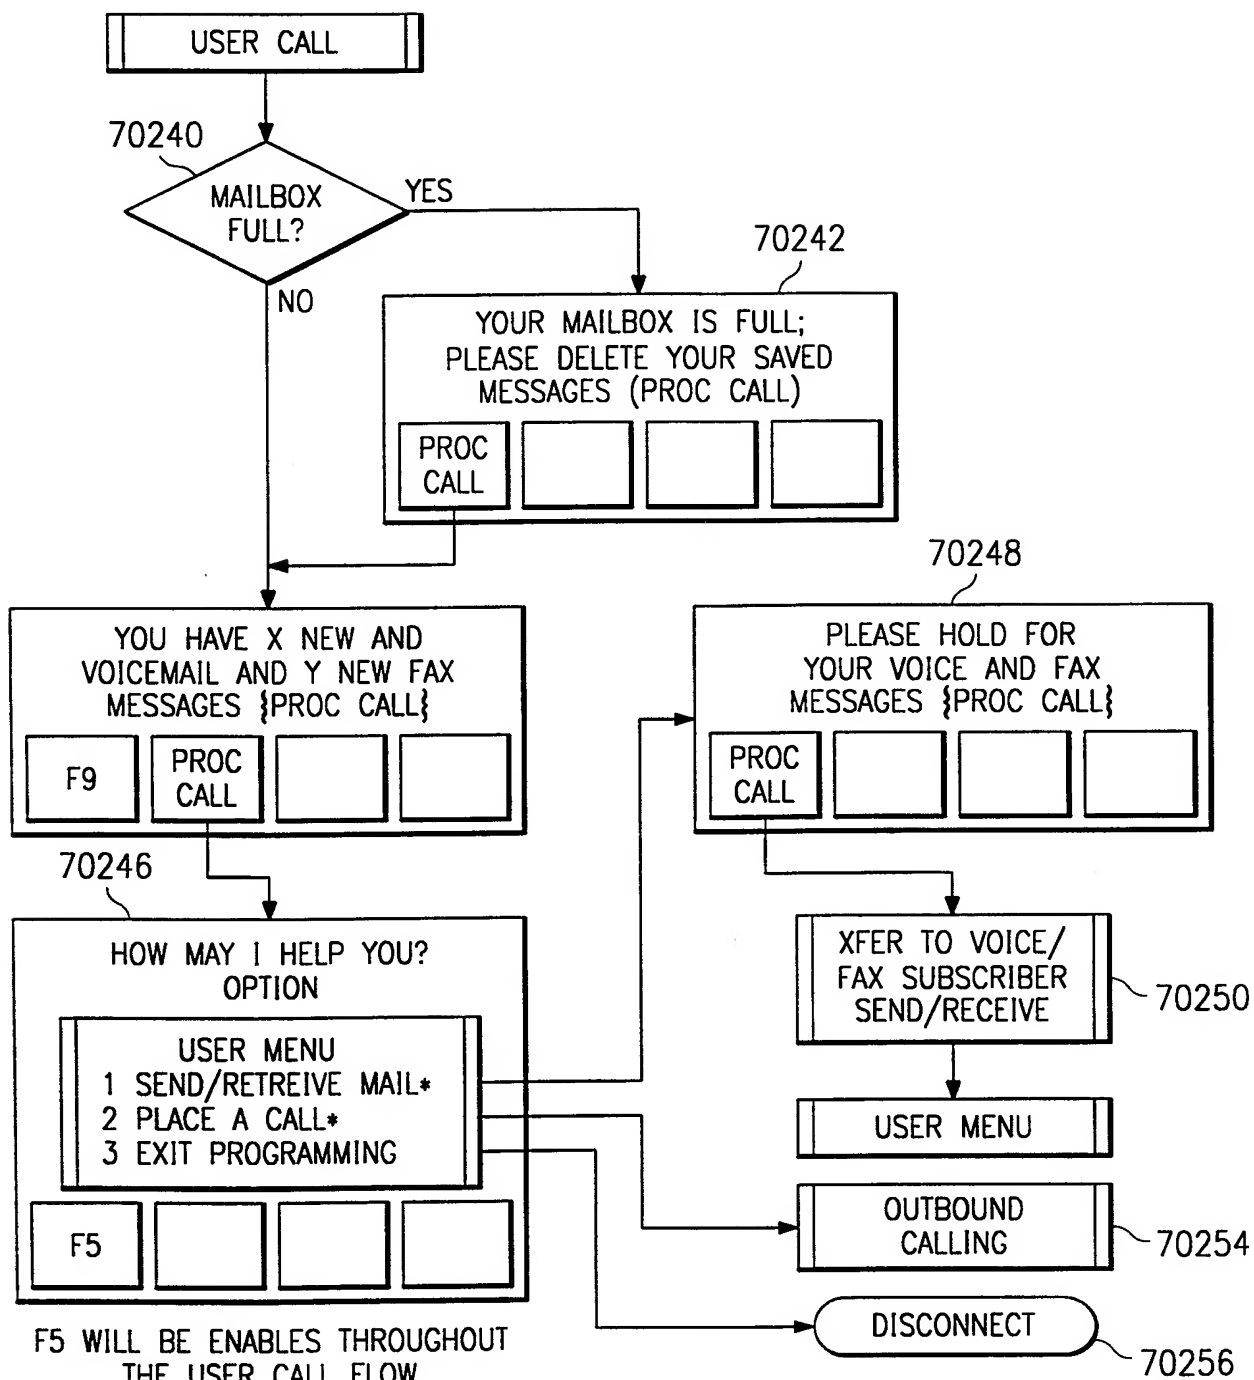 USER CALL
70240
MAILBOX
FULL?
YES
NO
70242
YOUR MAILBOX IS FULL;
PLEASE DELETE YOUR SAVED
MESSAGES (PROC CALL)
PROC
CALL
YOU HAVE X NEW AND
VOICEMAIL AND Y NEW FAX
MESSAGES {PROC CALL}
F9
PROC
CALL
70248
PLEASE HOLD FOR
YOUR VOICE AND FAX
MESSAGES {PROC CALL}
PROC
CALL
70246
HOW MAY I HELP YOU?
OPTION
USER MENU
1 SEND/RETREIVE MAIL*
2 PLACE A CALL*
3 EXIT PROGRAMMING
F5
XFER TO VOICE/
FAX SUBSCRIBER
SEND/RECEIVE
70250
USER MENU
OUTBOUND
CALLING
70254
DISCONNECT
70256
F5 WILL BE ENABLES THROUGHOUT
THE USER CALL FLOW